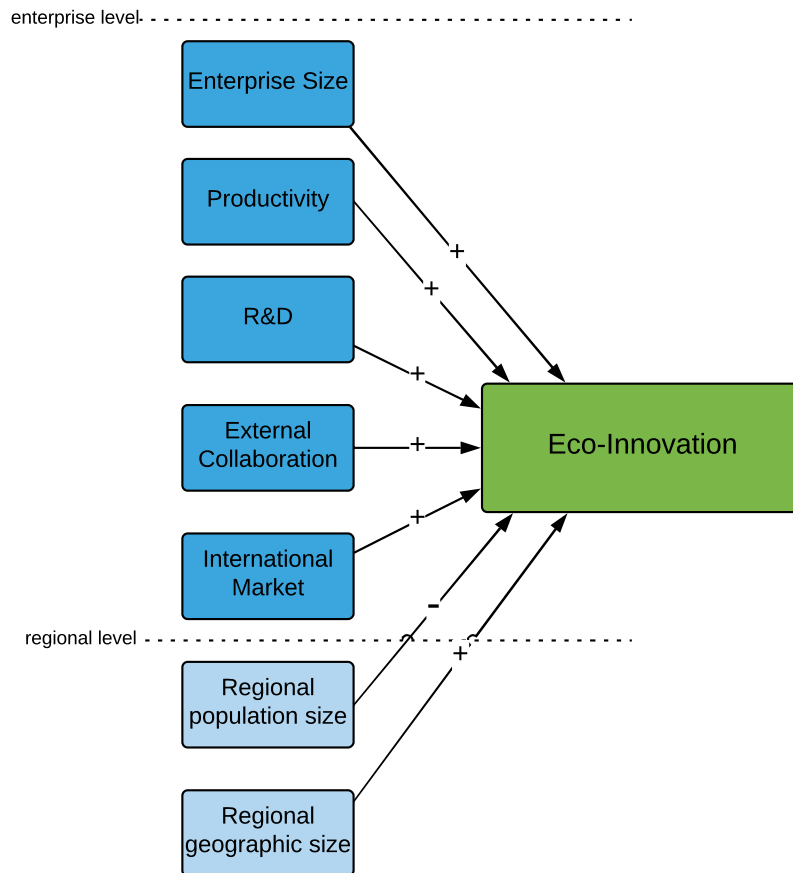 enterprise level
Enterprise Size
Productivity
+
+
R&D
+
External
Collaboration
+
Eco-Innovation
+
International
Market
-
regional level
+
Regional
population size
Regional
geographic size